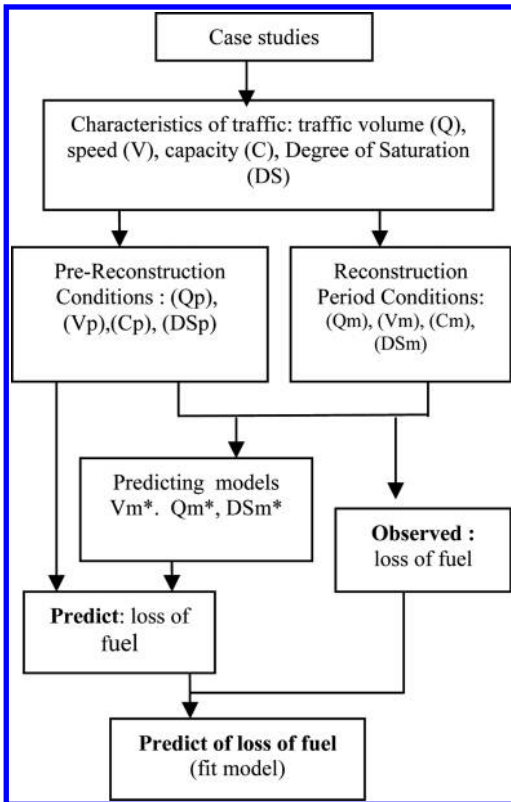 Case studies
Characteristics of traffic: traffic volume (Q),
speed (V), capacity (C), Degree of Saturation
(DS)
Pre-Reconstruction
Conditions : (Qp),
(Vp),(Cp), (DSp)
Reconstruction
Period Conditions:
(Qm), (Vm), (Cm),
(DSm)
Predicting models
Vm*. Qm*, DSm*
Observed :
loss of fuel
Predict: loss of
fuel
Predict of loss of fuel
(fit model)